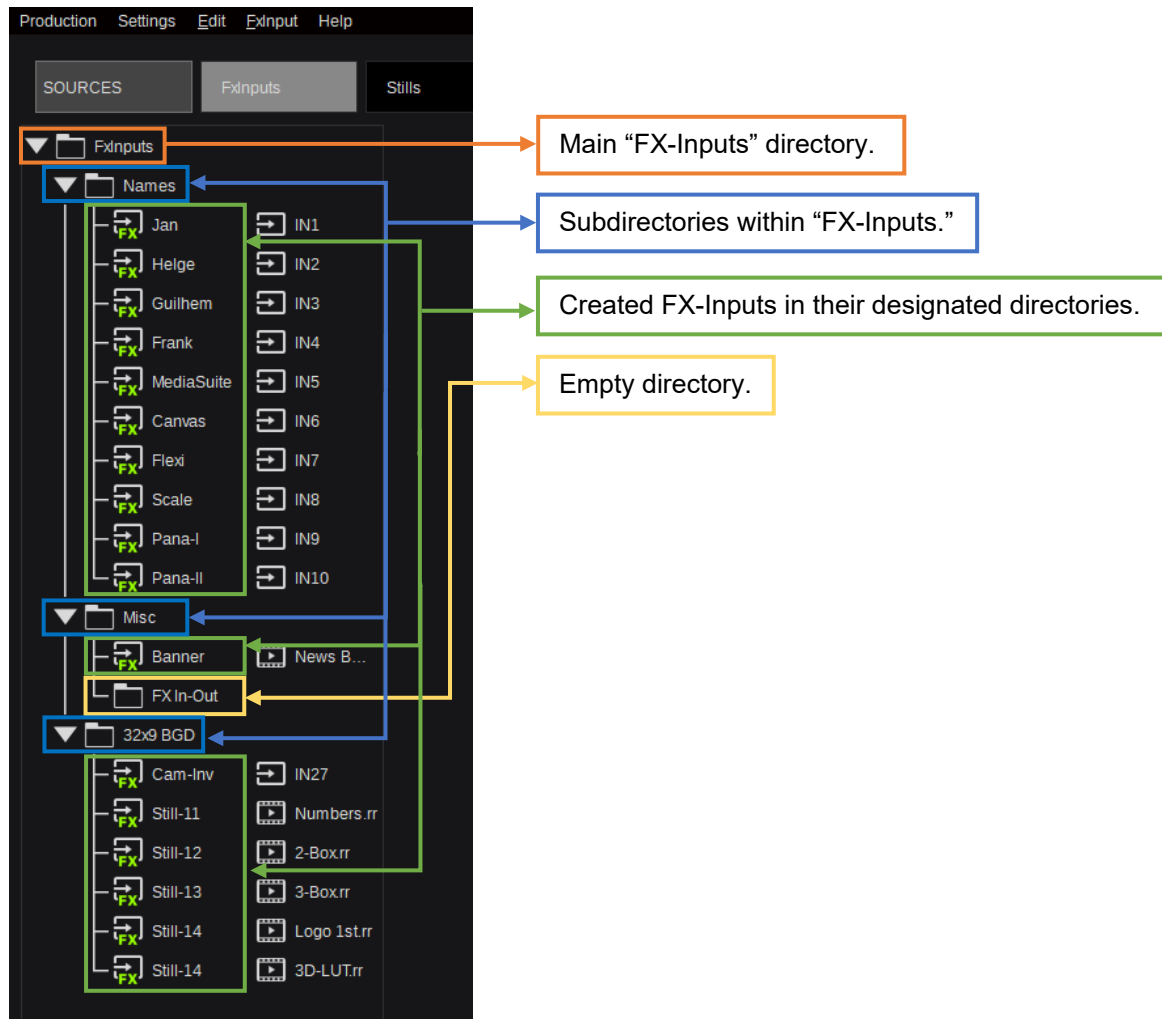 Production Settings Edit FxInput Help
SOURCES FxInputs Stills
FxInputs
Main “FX-Inputs” directory.
Names
Jan IN1
Subdirectories within “FX-Inputs.”
Helge IN2
Guilhem IN3
Created FX-Inputs in their designated directories.
Frank IN4
MediaSuite IN5
Empty directory.
Canvas IN6
Flexi IN7
Scale IN8
Pana-I IN9
Pana-II IN10
Misc
Banner News B...
FX In-Out
32x9 BGD
Cam-Inv IN27
Still-11 Numbers.rr
Still-12 2-Box.rr
Still-13 3-Box.rr
Still-14 Logo 1st.rr
Still-14 3D-LUT.rr